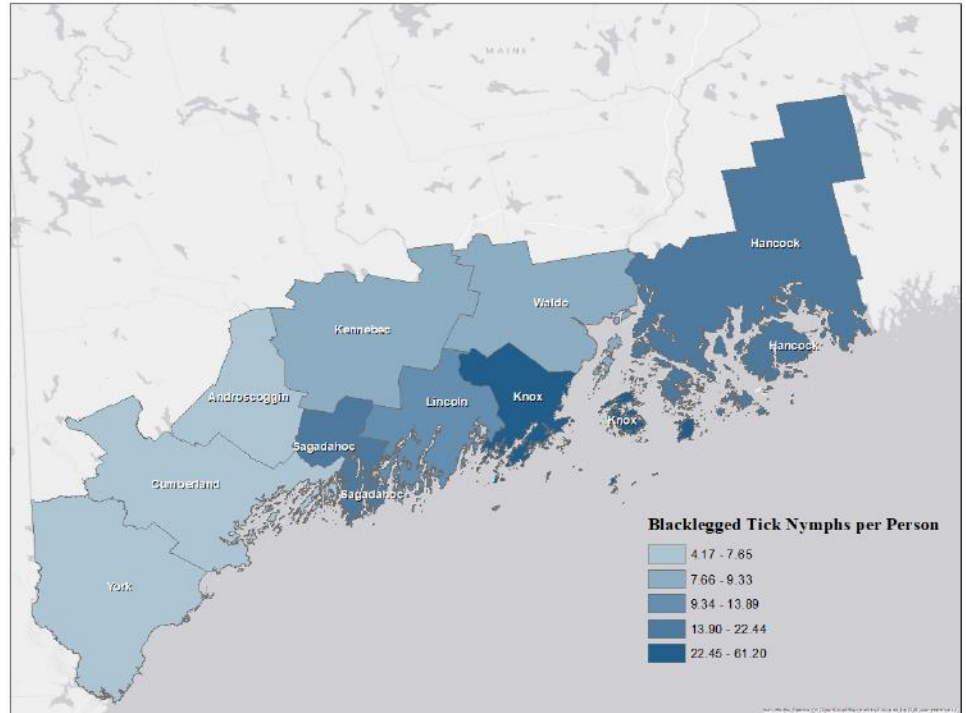 MAINE
Hancock
Waldo
Kennebec
Hancock
Androscoggin
Lincoln
Knox
Knox
Sagadahoc
Cumberland
Sagadahoc
York
Blacklegged Tick Nymphs per Person
4.17 - 7.65
7.66 - 9.33
9.34 - 13.89
13.90 - 22.44
22.45 - 61.20